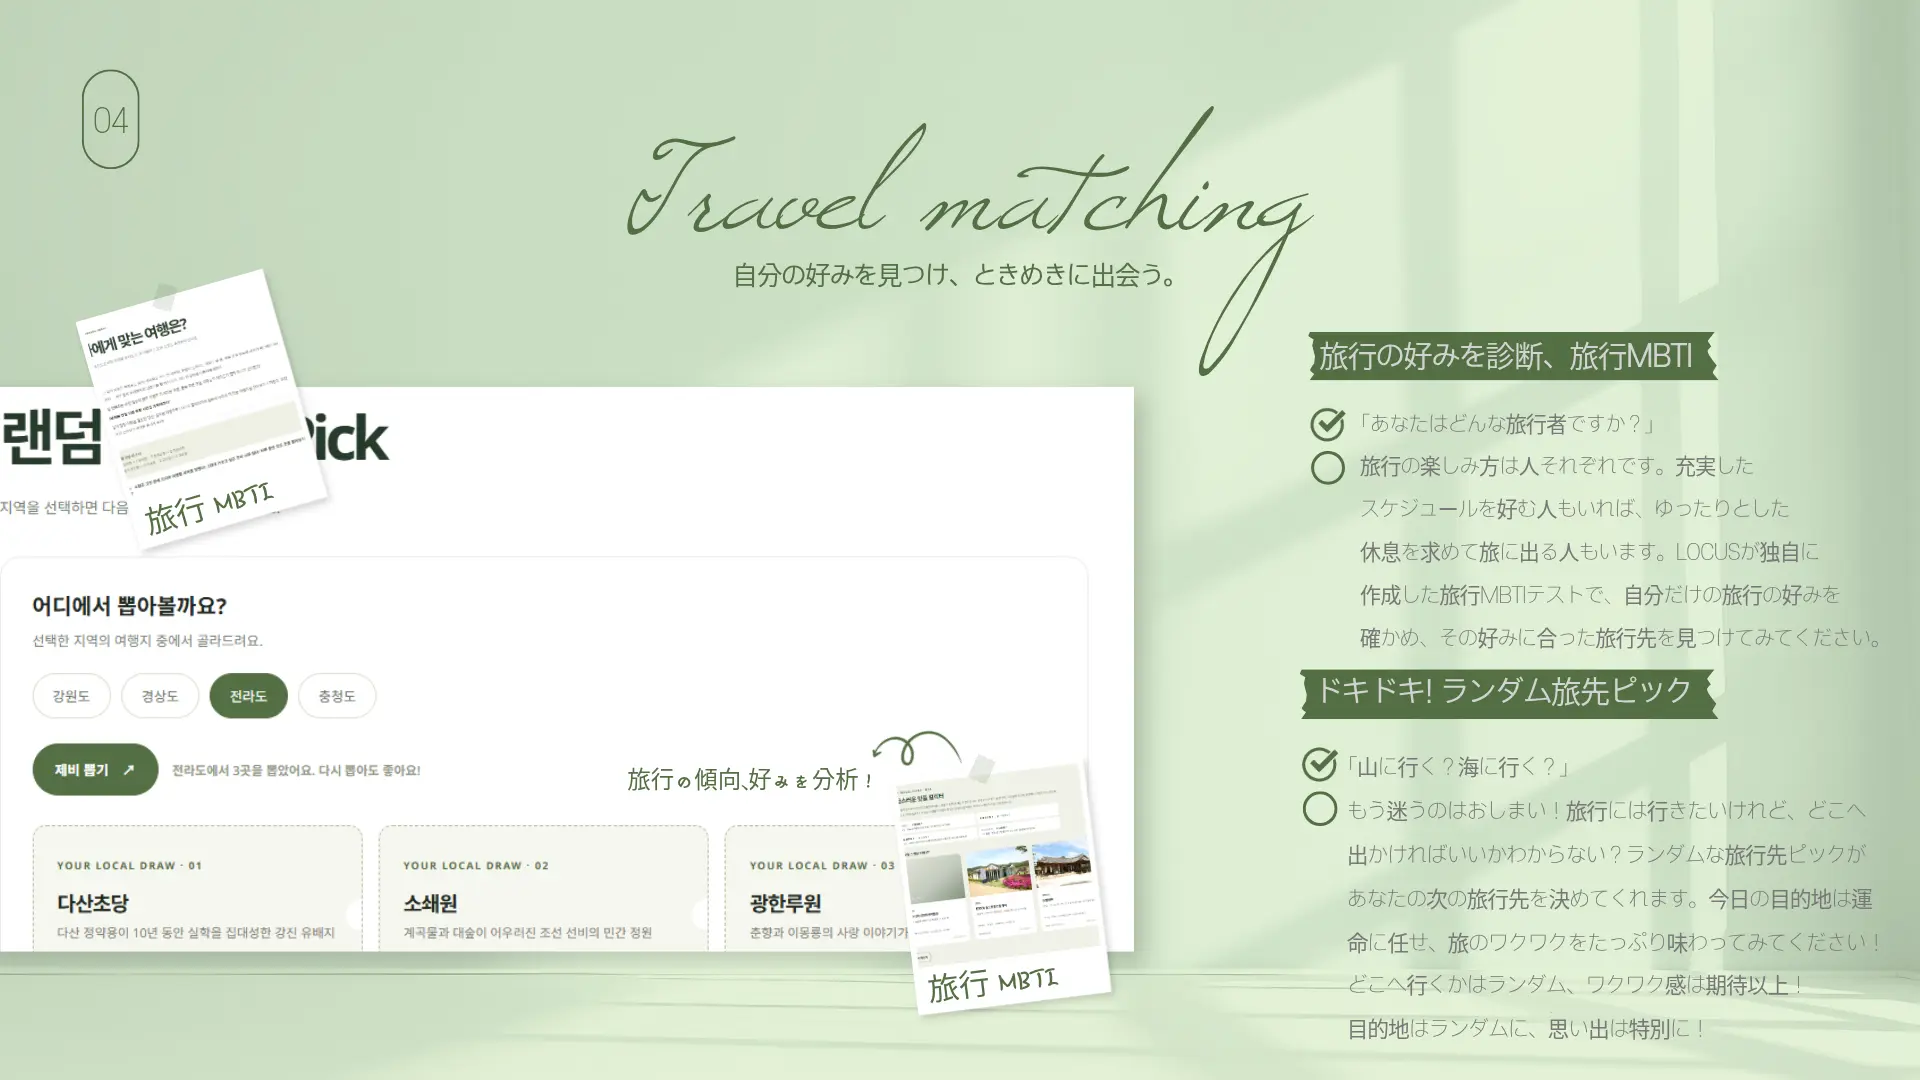 04
Travel matching
自分の好みを見つけ、ときめきに出会う。
에게 맞는 여행은?
旅行 MBTI
랜덤
Pick
지역을 선택하면 다음
어디에서 뽑아볼까요?
선택한 지역의 여행지 중에서 골라드려요.
강원도 경상도 전라도 충청도
제비 뽑기 ↗ 전라도에서 3곳을 뽑았어요. 다시 뽑아도 좋아요!
旅行の傾向、好みを分析！
YOUR LOCAL DRAW · 01
다산초당
다산 정약용이 10년 동안 실학을 집대성한 강진 유배지
YOUR LOCAL DRAW · 02
소쇄원
계곡물과 대숲이 어우러진 조선 선비의 민간 정원
YOUR LOCAL DRAW · 03
광한루원
춘향과 이몽룡의 사랑 이야기가
旅行 MBTI
旅行の好みを診断、旅行MBTI
「あなたはどんな旅行者ですか？」
旅行の楽しみ方は人それぞれです。充実した
スケジュールを好む人もいれば、ゆったりとした
休息を求めて旅に出る人もいます。LOCUSが独自に
作成した旅行MBTIテストで、自分だけの旅行の好みを
確かめ、その好みに合った旅行先を見つけてみてください。
ドキドキ! ランダム旅先ピック
「山に行く？海に行く？」
もう迷うのはおしまい！旅行には行きたいけれど、どこへ
出かければいいかわからない？ランダムな旅行先ピックが
あなたの次の旅行先を決めてくれます。今日の目的地は運
命に任せ、旅のワクワクをたっぷり味わってみてください！
どこへ行くかはランダム、ワクワク感は期待以上！
目的地はランダムに、思い出は特別に！